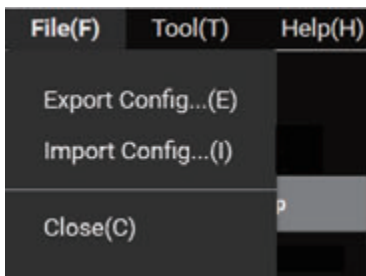 File(F) Tool(T) Help(H)
Export Config...(E)
Import Config...(I)
p
Close(C)